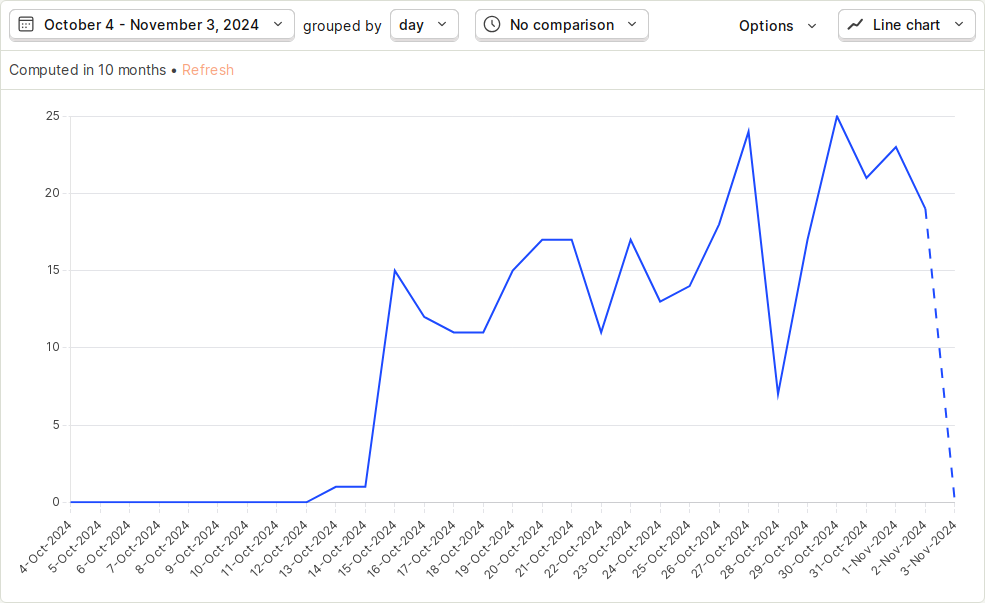 October 4 - November 3, 2024 grouped by day No comparison Options Line chart
Computed in 10 months • Refresh
25
20
15
10
5
0
4-Oct-2024
5-Oct-2024
6-Oct-2024
7-Oct-2024
8-Oct-2024
9-Oct-2024
10-Oct-2024
11-Oct-2024
12-Oct-2024
13-Oct-2024
14-Oct-2024
15-Oct-2024
16-Oct-2024
17-Oct-2024
18-Oct-2024
19-Oct-2024
20-Oct-2024
21-Oct-2024
22-Oct-2024
23-Oct-2024
24-Oct-2024
25-Oct-2024
26-Oct-2024
27-Oct-2024
28-Oct-2024
29-Oct-2024
30-Oct-2024
31-Oct-2024
1-Nov-2024
2-Nov-2024
3-Nov-2024